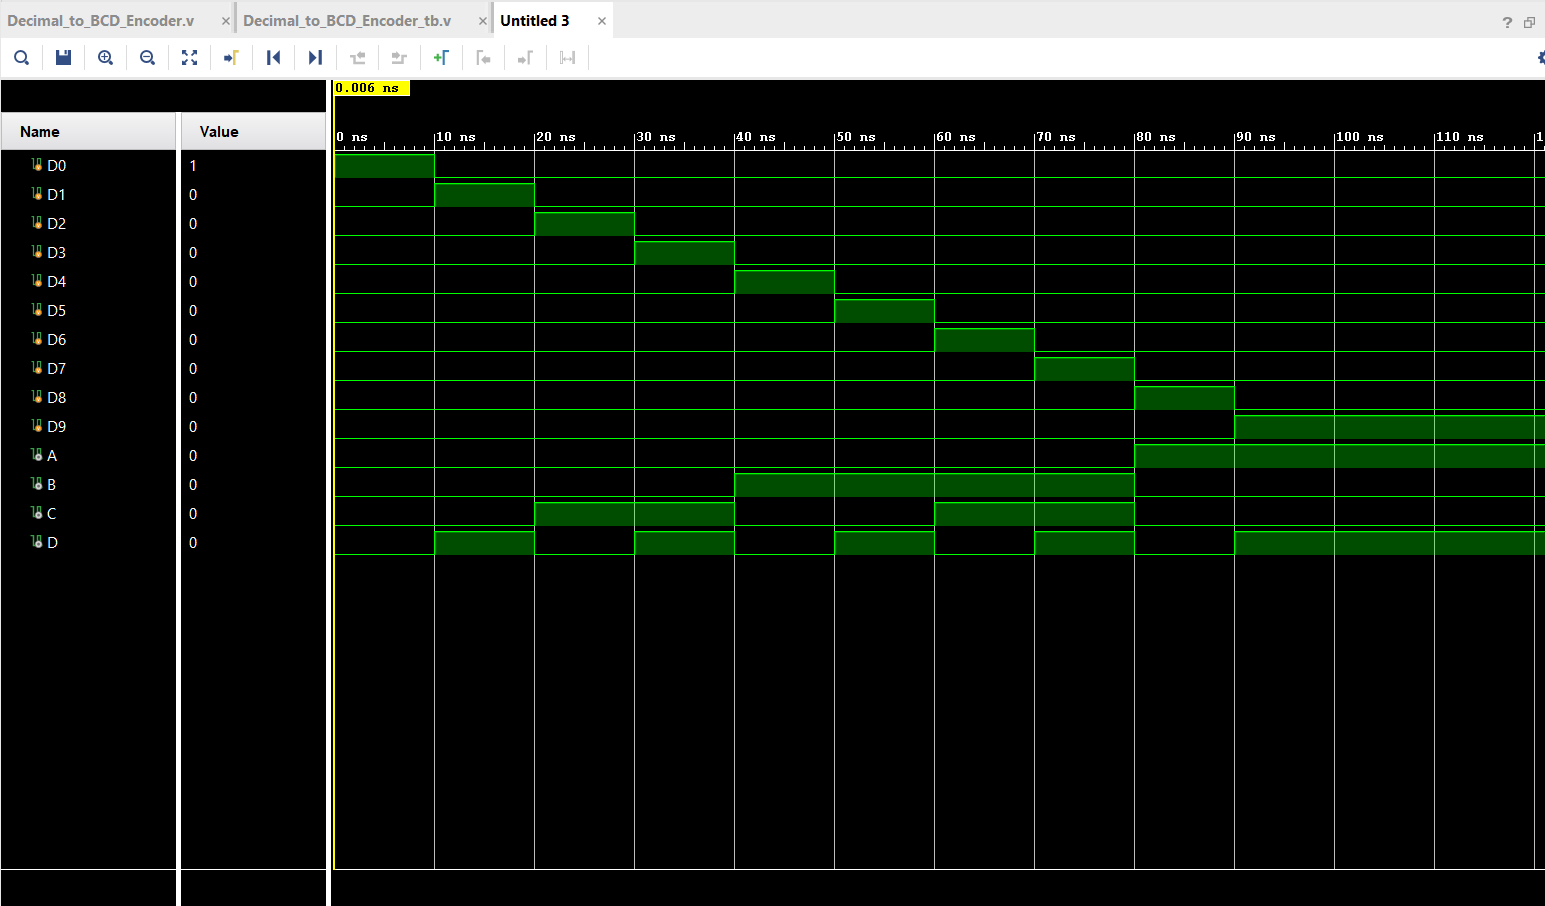 Decimal_to_BCD_Encoder.v × Decimal_to_BCD_Encoder_tb.v × Untitled 3 × ?
0.006 ns
Name Value
0 ns 10 ns 20 ns 30 ns 40 ns 50 ns 60 ns 70 ns 80 ns 90 ns 100 ns 110 ns
D0 1
D1 0
D2 0
D3 0
D4 0
D5 0
D6 0
D7 0
D8 0
D9 0
A 0
B 0
C 0
D 0